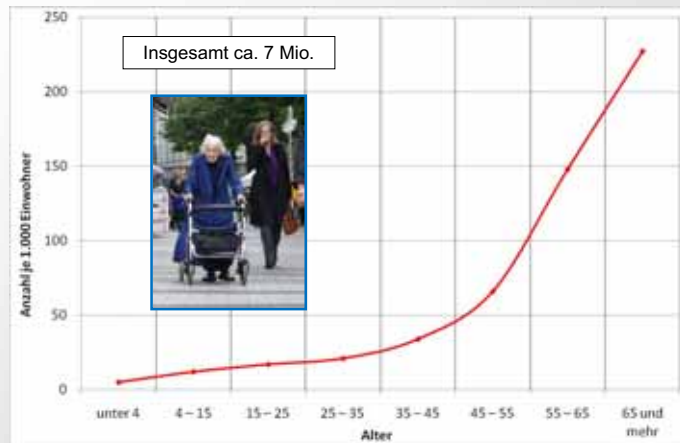 Insgesamt ca. 7 Mio.
Anzahl je 1.000 Einwohner
250
200
150
100
50
0
unter 4
4 – 15
15 – 25
25 – 35
35 – 45
45 – 55
55 – 65
65 und
mehr
Alter